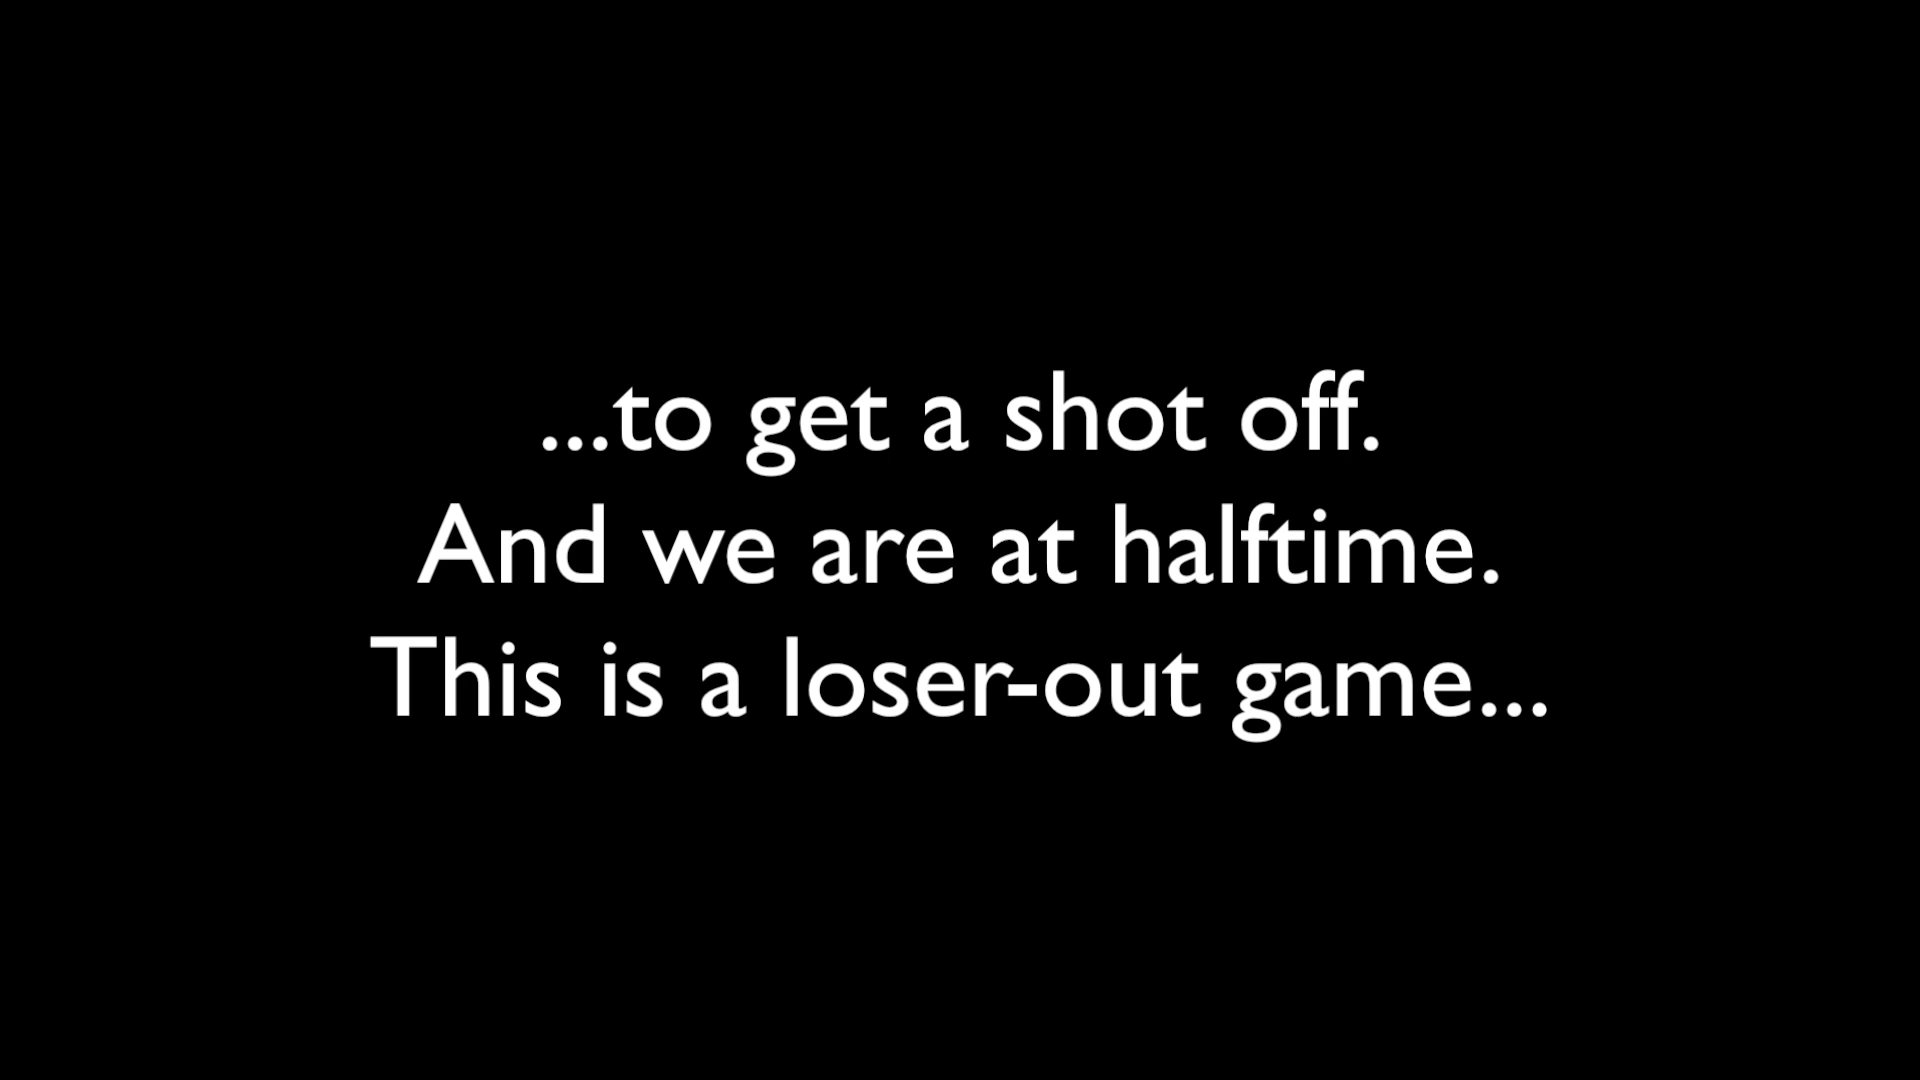 ...to get a shot off.
And we are at halftime.
This is a loser-out game...